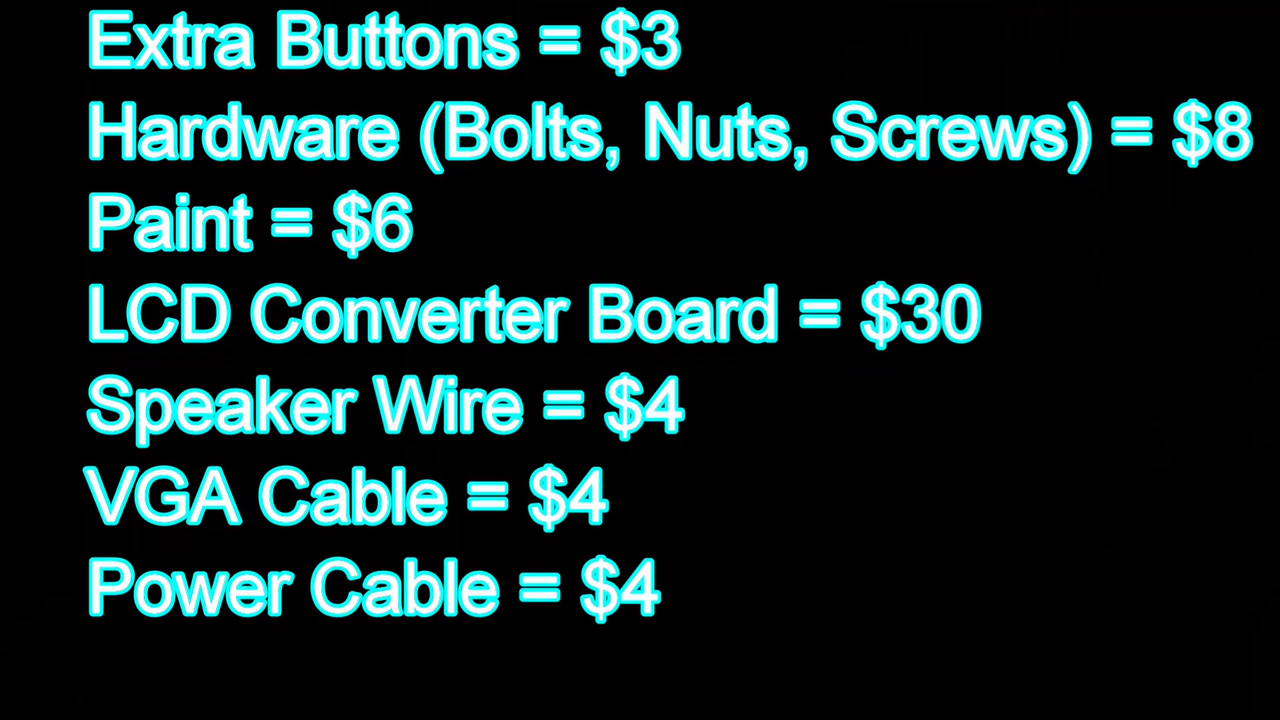 Extra Buttons = $3
Hardware (Bolts, Nuts, Screws) = $8
Paint = $6
LCD Converter Board = $30
Speaker Wire = $4
VGA Cable = $4
Power Cable = $4